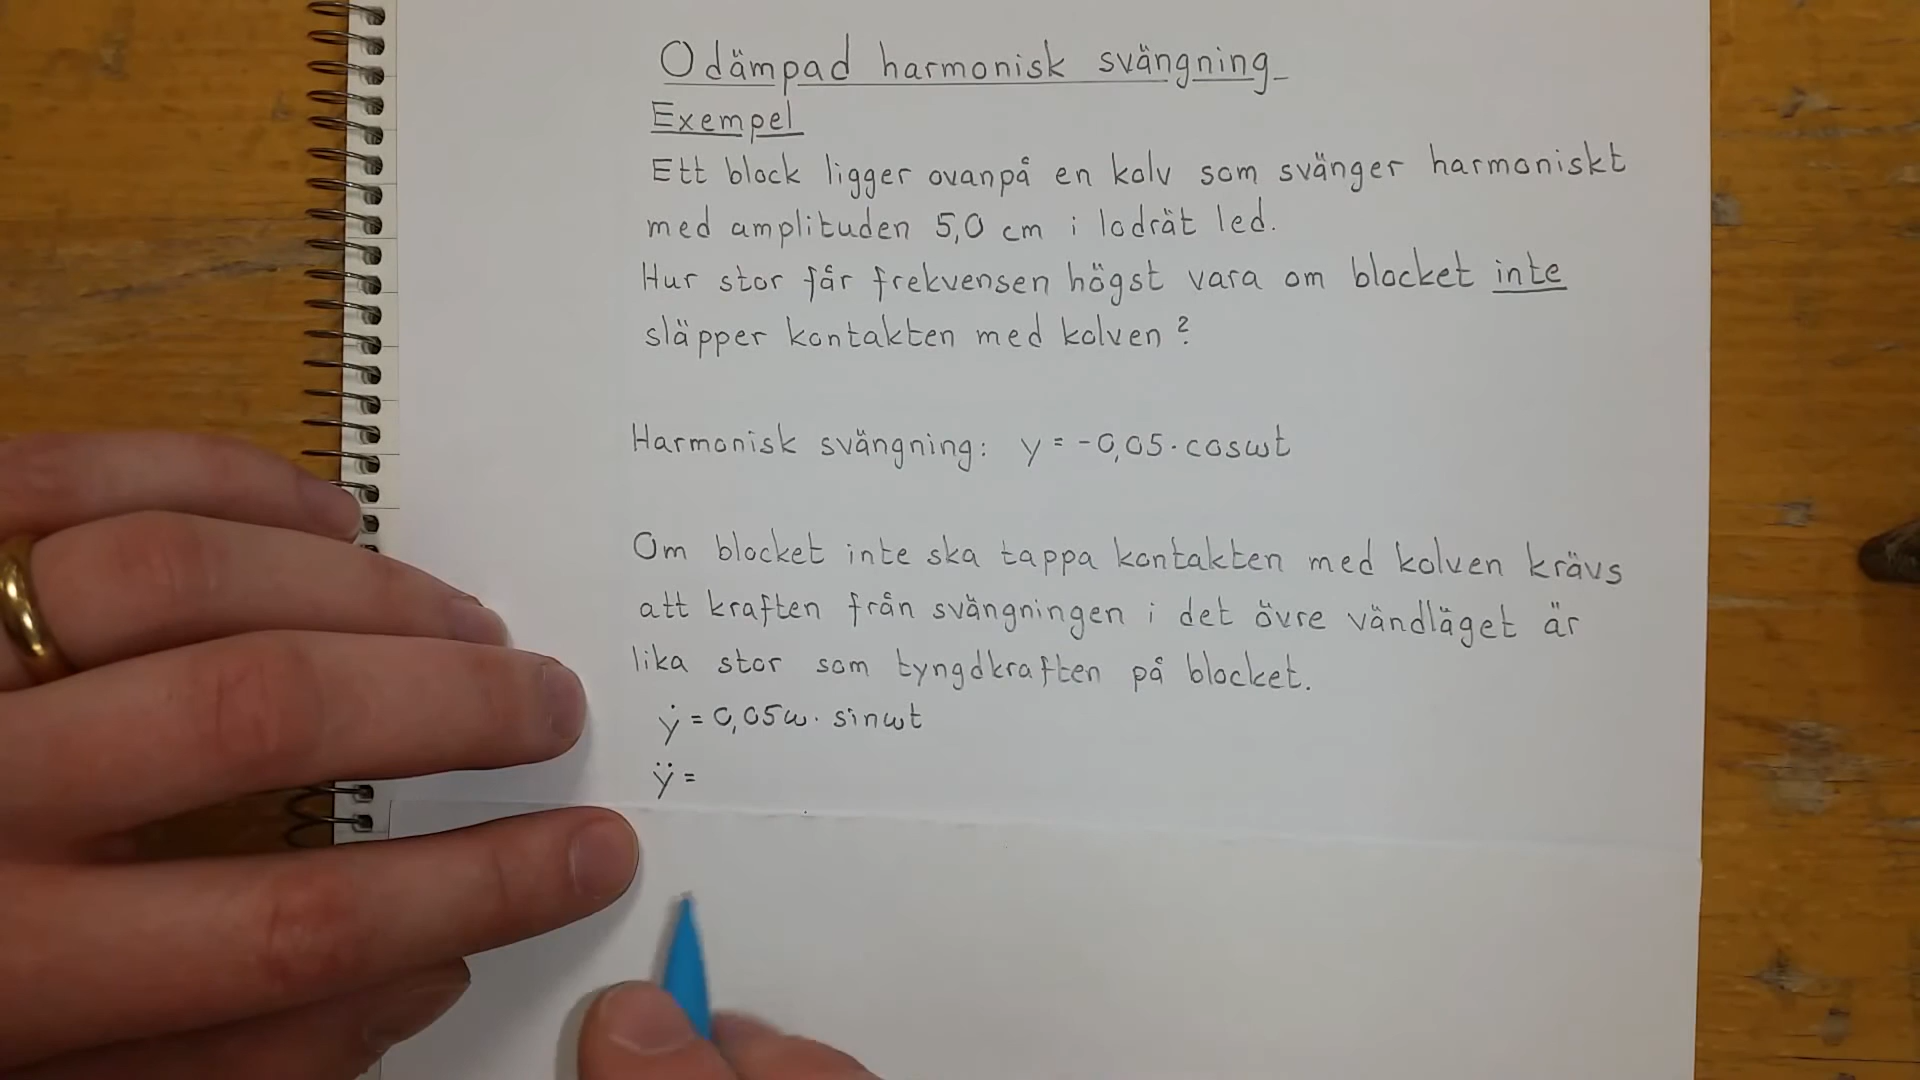 Odämpad harmonisk svängning
Exempel
Ett block ligger ovanpå en kolv som svänger harmoniskt
med amplituden 5,0 cm i lodrät led.
Hur stor får frekvensen högst vara om blocket inte
släpper kontakten med kolven?
Harmonisk svängning: y = -0,05·cosωt
Om blocket inte ska tappa kontakten med kolven krävs
att kraften från svängningen i det övre vändläget är
lika stor som tyngdkraften på blocket.
ẏ = 0,05ω· sinωt
ÿ =